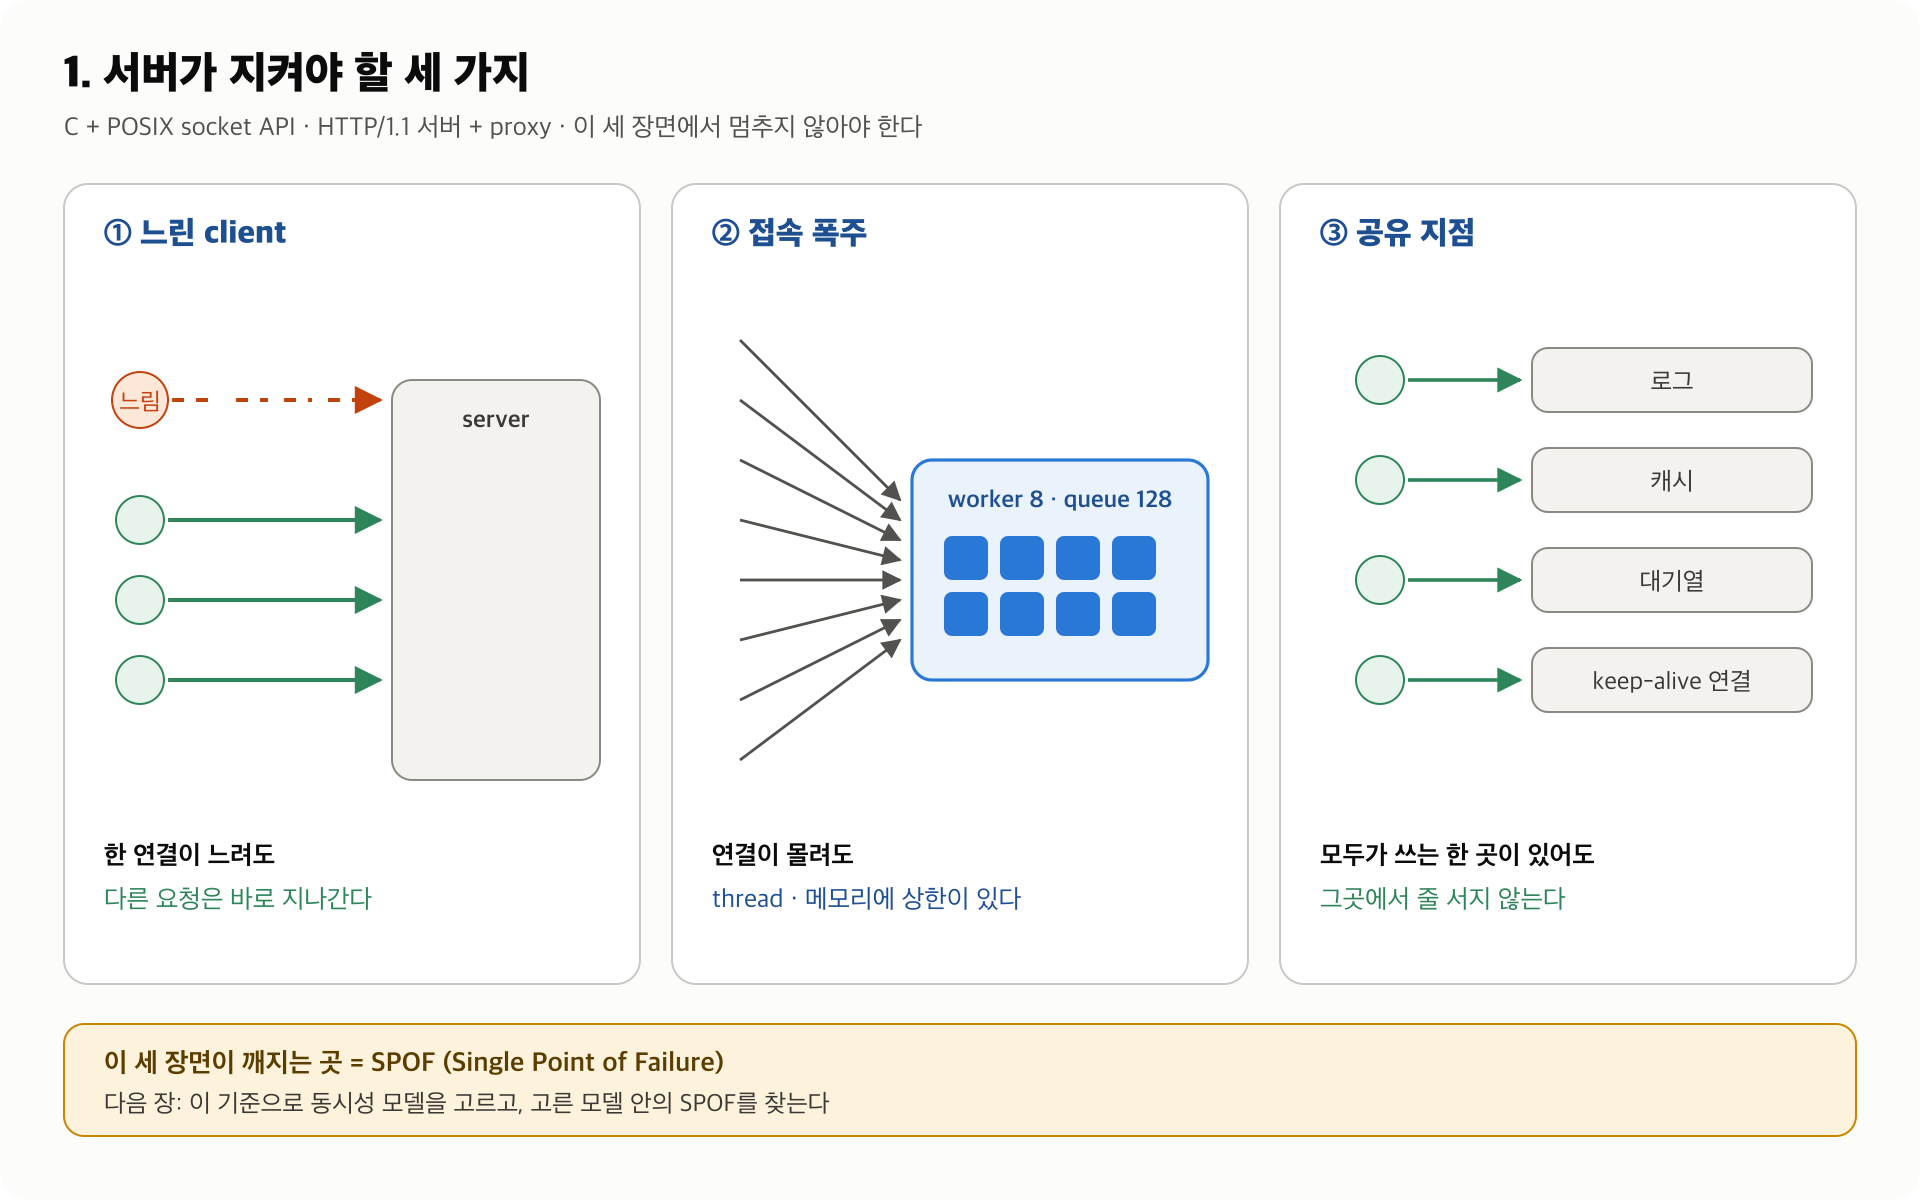 1. 서버가 지켜야 할 세 가지
C + POSIX socket API · HTTP/1.1 서버 + proxy · 이 세 장면에서 멈추지 않아야 한다
① 느린 client
느림
server
한 연결이 느려도
다른 요청은 바로 지나간다
② 접속 폭주
worker 8 · queue 128
연결이 몰려도
thread · 메모리에 상한이 있다
③ 공유 지점
로그
캐시
대기열
keep-alive 연결
모두가 쓰는 한 곳이 있어도
그곳에서 줄 서지 않는다
이 세 장면이 깨지는 곳 = SPOF (Single Point of Failure)
다음 장: 이 기준으로 동시성 모델을 고르고, 고른 모델 안의 SPOF를 찾는다